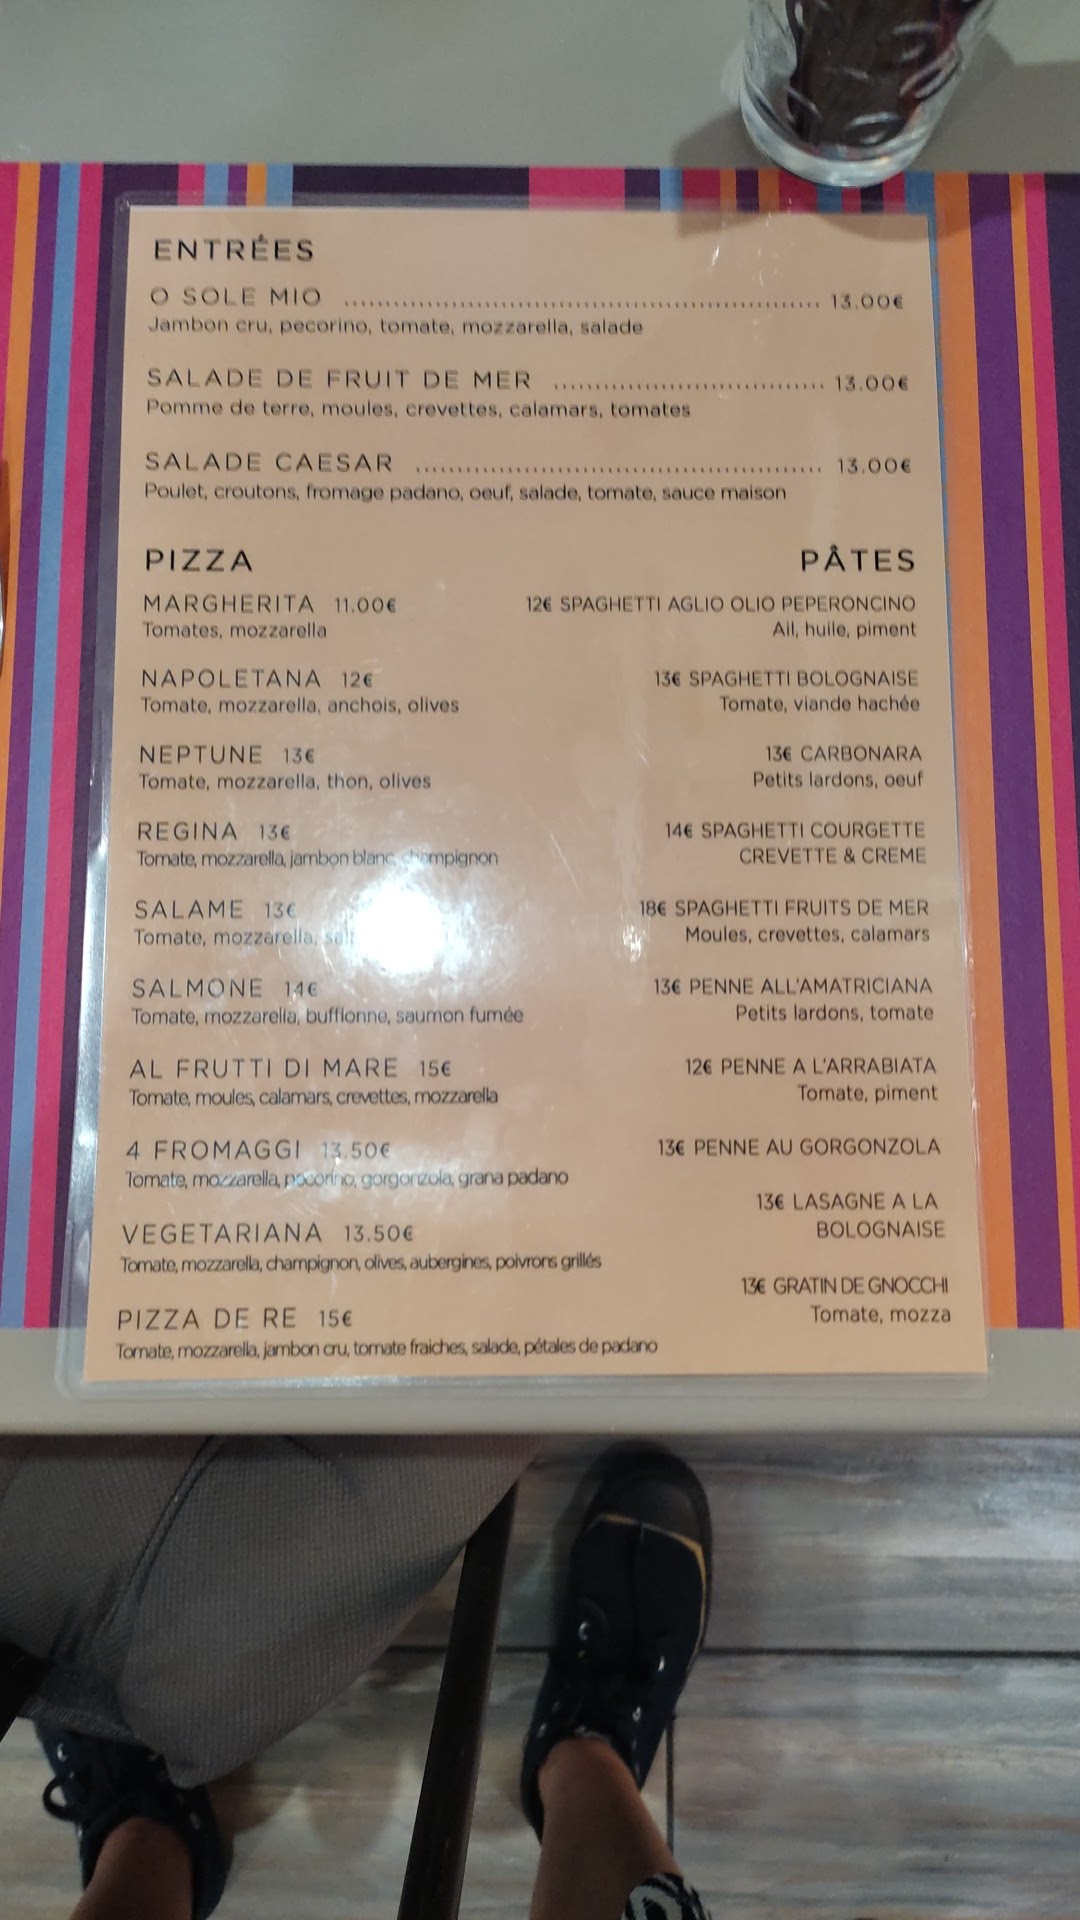 ENTRÉES
O SOLE MIO ........................................ 13.00€
Jambon cru, pecorino, tomate, mozzarella, salade
SALADE DE FRUIT DE MER ........................................ 13.00€
Pomme de terre, moules, crevettes, calamars, tomates
SALADE CAESAR ........................................ 13.00€
Poulet, croutons, fromage padano, oeuf, salade, tomate, sauce maison
PIZZA
MARGHERITA 11.00€
Tomates, mozzarella
NAPOLETANA 12€
Tomate, mozzarella, anchois, olives
NEPTUNE 13€
Tomate, mozzarella, thon, olives
REGINA 13€
Tomate, mozzarella, jambon blanc, champignon
SALAME 13€
Tomate, mozzarella,
SALMONE 14€
Tomate, mozzarella, bufflonne, saumon fumée
AL FRUTTI DI MARE 15€
Tomate, moules, calamars, crevettes, mozzarella
4 FROMAGGI 13.50€
Tomate, mozzarella, pecorino, gorgonzola, grana padano
VEGETARIANA 13.50€
Tomate, mozzarella, champignon, olives, aubergines, poivrons grillés
PIZZA DE RE 15€
Tomate, mozzarella, jambon cru, tomate fraiches, salade, pétales de padano
PÂTES
12€ SPAGHETTI AGLIO OLIO PEPERONCINO
Ail, huile, piment
13€ SPAGHETTI BOLOGNAISE
Tomate, viande hachée
13€ CARBONARA
Petits lardons, oeuf
14€ SPAGHETTI COURGETTE
CREVETTE & CREME
18€ SPAGHETTI FRUITS DE MER
Moules, crevettes, calamars
13€ PENNE ALL'AMATRICIANA
Petits lardons, tomate
12€ PENNE A L'ARRABIATA
Tomate, piment
13€ PENNE AU GORGONZOLA
13€ LASAGNE A LA
BOLOGNAISE
13€ GRATIN DE GNOCCHI
Tomate, mozza